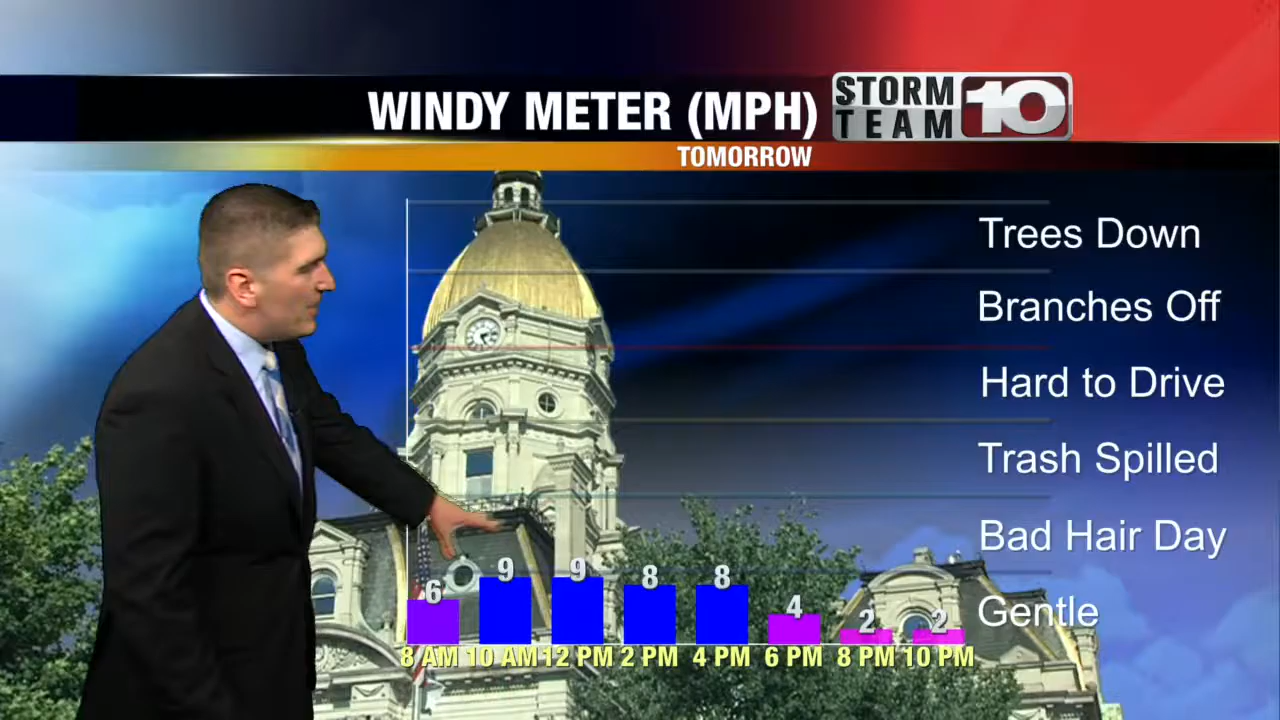 WINDY METER (MPH)
STORM
TEAM
10
TOMORROW
Trees Down
Branches Off
Hard to Drive
Trash Spilled
Bad Hair Day
Gentle
6 9 9 8 8 4 2 2
8 AM 10 AM 12 PM 2 PM 4 PM 6 PM 8 PM 10 PM